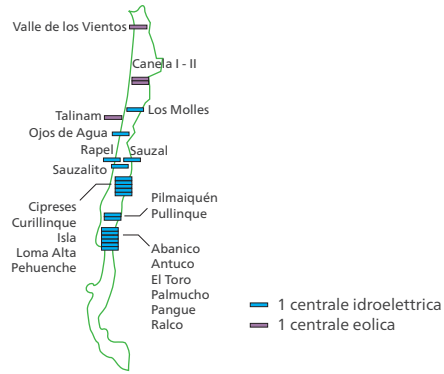 Valle de los Vientos
Canela I - II
Los Molles
Talinam
Ojos de Agua
Rapel
Sauzal
Sauzalito
Cipreses
Curillinque
Isla
Loma Alta
Pehuenche
Pilmaiquén
Pullinque
Abanico
Antuco
El Toro
Palmucho
Pangue
Ralco
1 centrale idroelettrica
1 centrale eolica